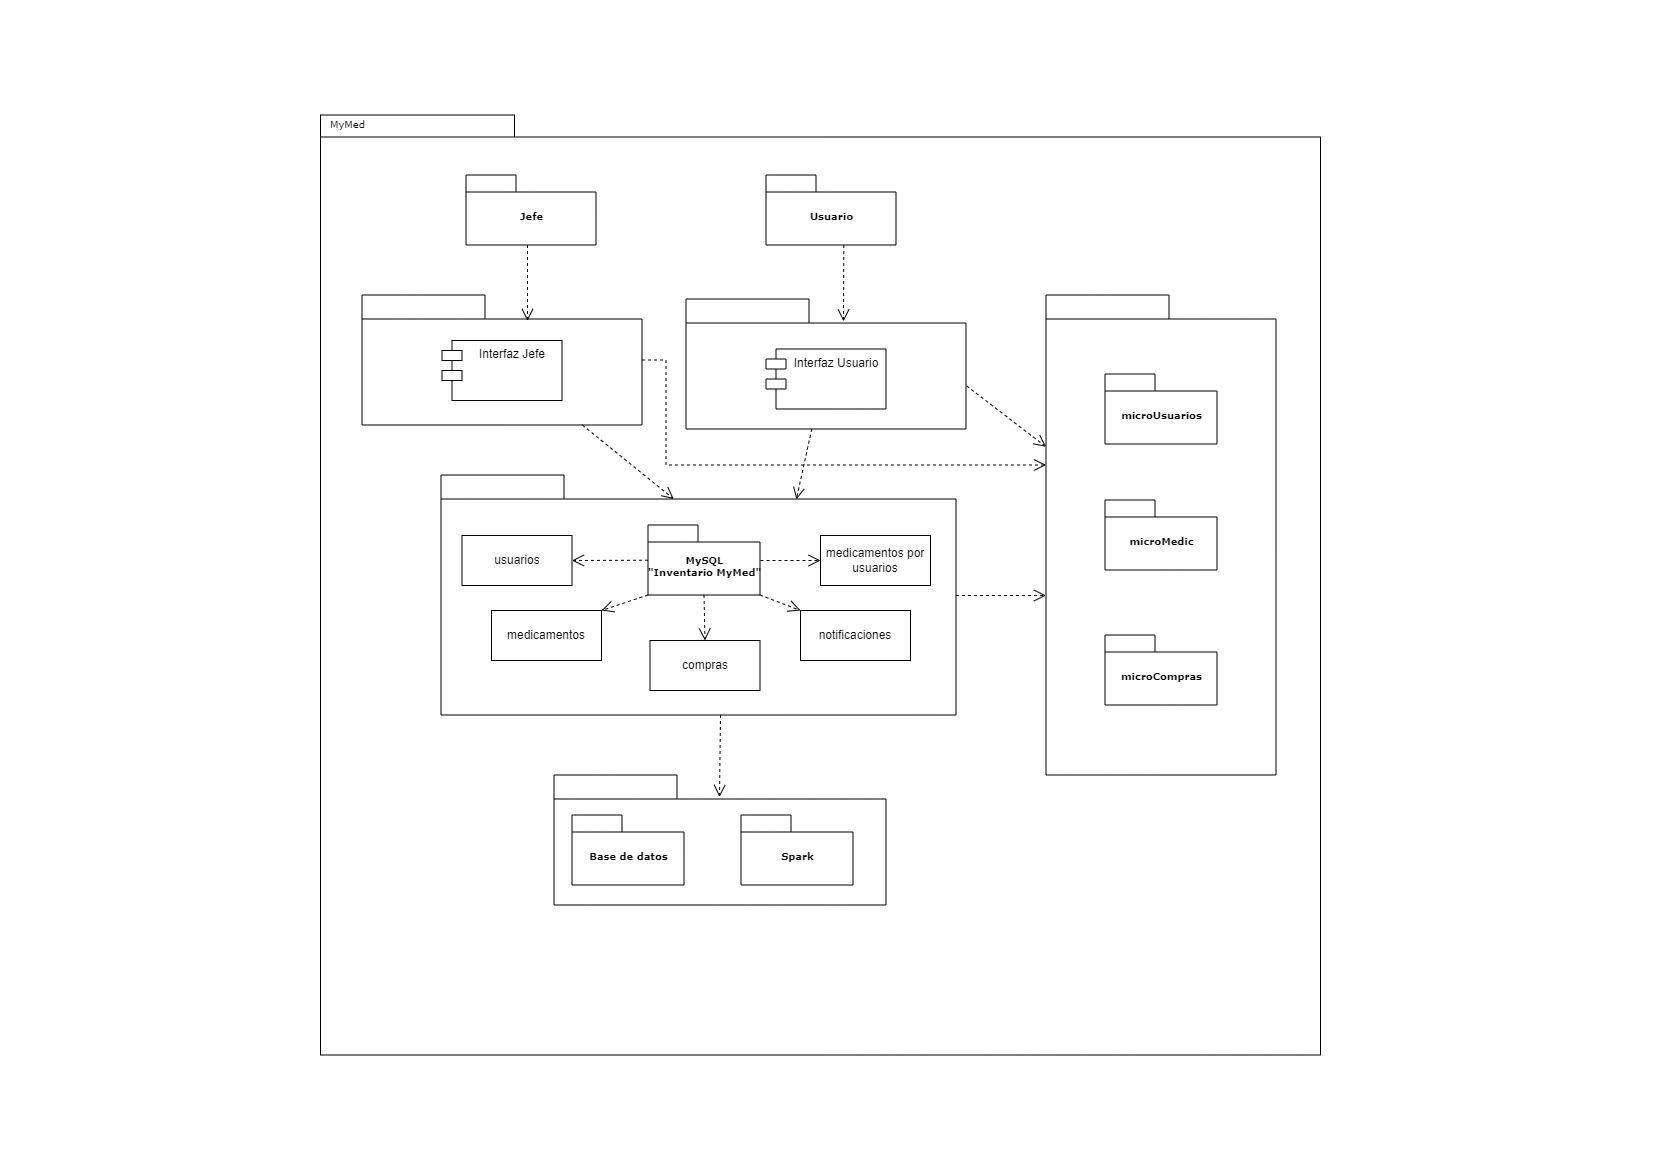 MyMed
Jefe
Usuario
Interfaz Jefe
Interfaz Usuario
microUsuarios
usuarios
MySQL
"Inventario MyMed"
medicamentos por
usuarios
microMedic
medicamentos
compras
notificaciones
microCompras
Base de datos
Spark